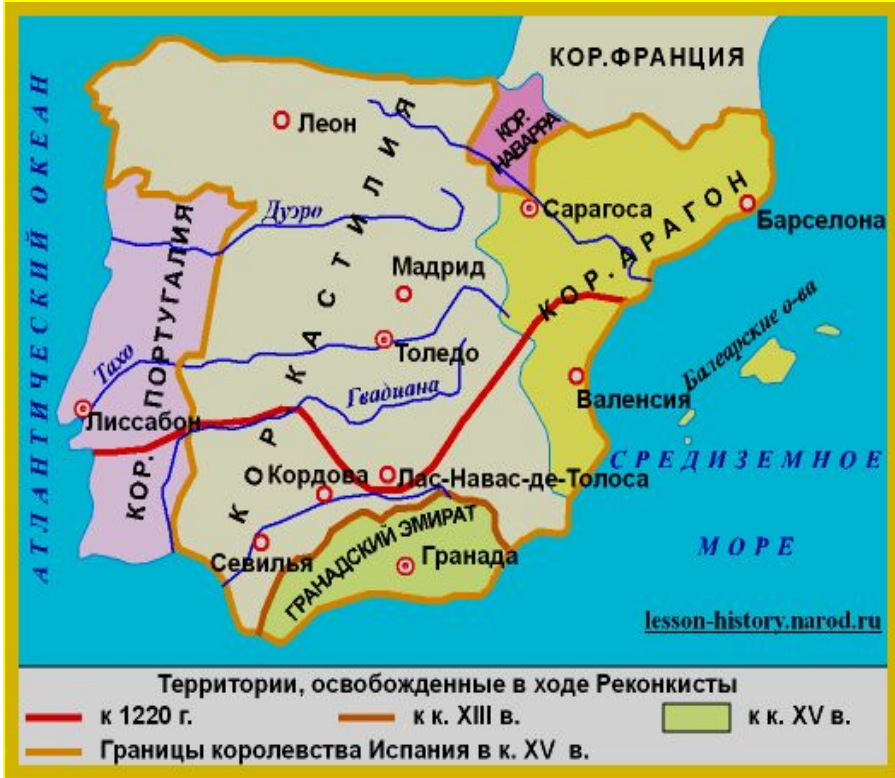 КОР.ФРАНЦИЯ
АТЛАНТИЧЕСКИЙ ОКЕАН
Леон
КОР. НАВАРРА
КОР. КАСТИЛИЯ
Сарагоса
Барселона
КОР. АРАГОН
Дуэро
КОР. ПОРТУГАЛИЯ
Мадрид
Толедо
Тахо
Гвадиана
Балеарские о-ва
Валенсия
Лиссабон
СРЕДИЗЕМНОЕ
МОРЕ
Кордова
Лас-Навас-де-Толоса
Севилья
ГРАНАДСКИЙ ЭМИРАТ
Гранада
lesson-history.narod.ru
Территории, освобожденные в ходе Реконкисты
к 1220 г.
к к. XIII в.
к к. XV в.
Границы королевства Испания в к. XV в.